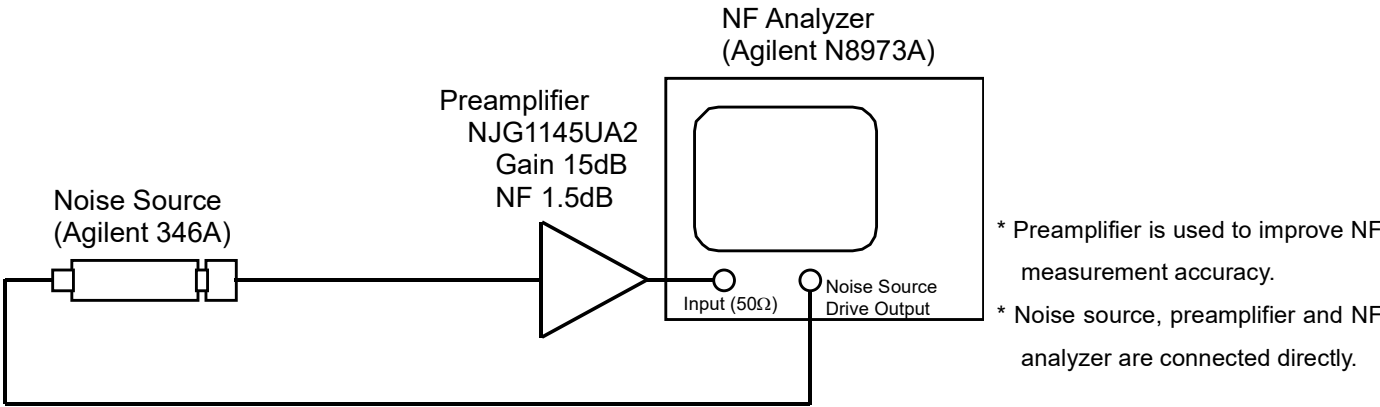 NF Analyzer
(Agilent N8973A)
Preamplifier
NJG1145UA2
Gain 15dB
NF 1.5dB
Noise Source
(Agilent 346A)
Input (50Ω)
Noise Source
Drive Output
* Preamplifier is used to improve NF
measurement accuracy.
* Noise source, preamplifier and NF
analyzer are connected directly.